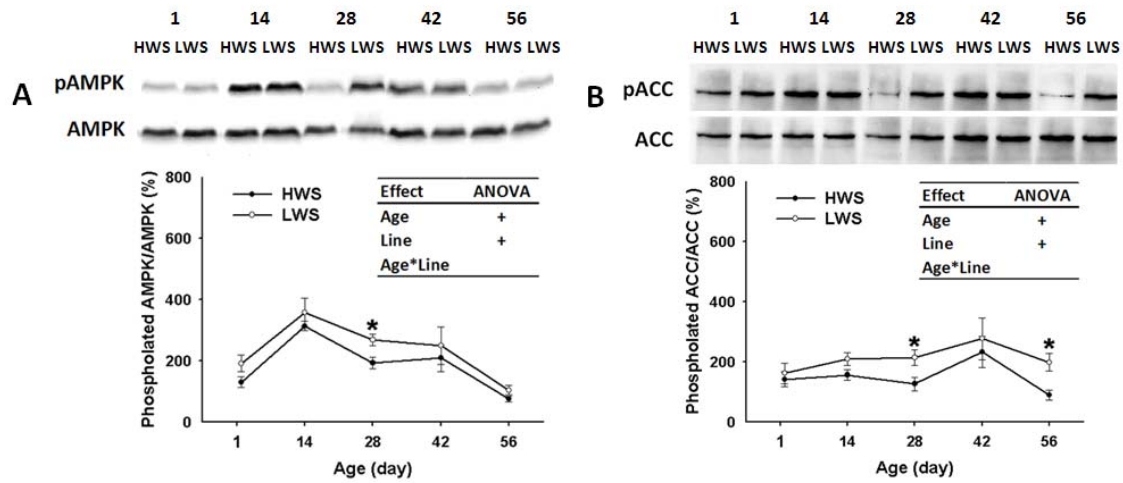 A
1 14 28 42 56
HWS LWS HWS LWS HWS LWS HWS LWS HWS LWS
pAMPK
AMPK
Phospholated AMPK/AMPK (%)
800
600
400
200
0
HWS
LWS
Effect ANOVA
Age +
Line +
Age*Line
*
1 14 28 42 56
Age (day)
B
1 14 28 42 56
HWS LWS HWS LWS HWS LWS HWS LWS HWS LWS
pACC
ACC
Phospholated ACC/ACC (%)
800
600
400
200
0
HWS
LWS
Effect ANOVA
Age +
Line +
Age*Line
* *
1 14 28 42 56
Age (day)